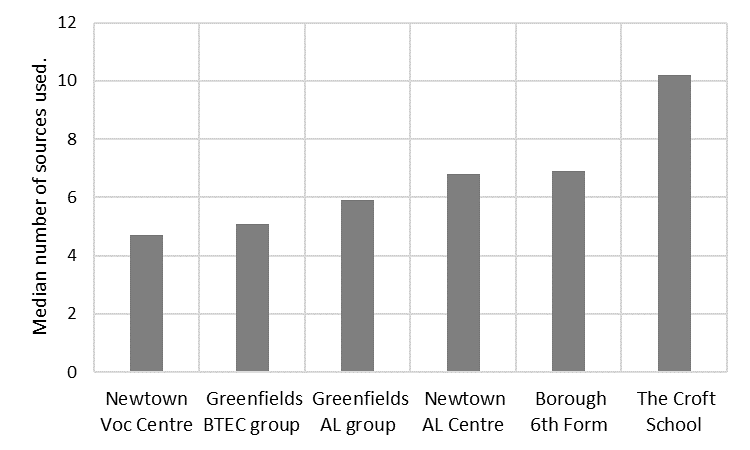 Median number of sources used.
12
10
8
6
4
2
0
Newtown Voc Centre
Greenfields BTEC group
Greenfields AL group
Newtown AL Centre
Borough 6th Form
The Croft School